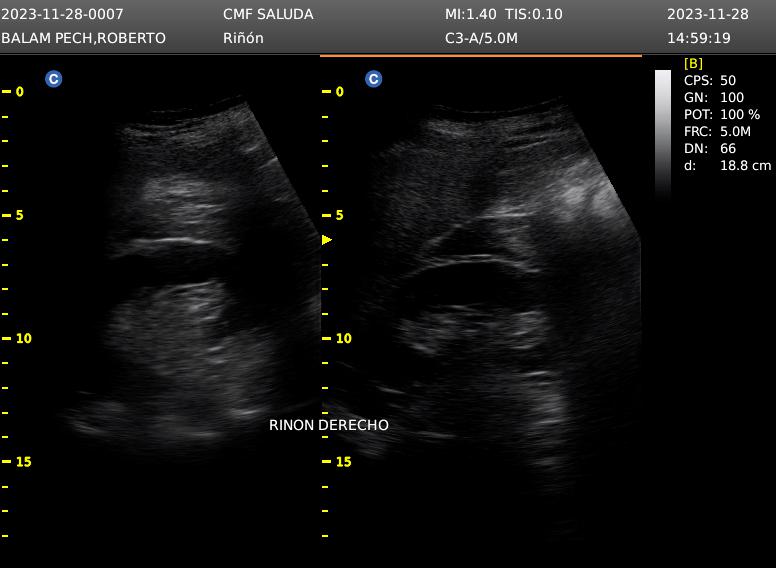 2023-11-28-0007 CMF SALUDA MI:1.40 TIS:0.10 2023-11-28
BALAM PECH,ROBERTO Riñón C3-A/5.0M 14:59:19
[B]
C C
CPS: 50
GN: 100
POT: 100 %
FRC: 5.0M
DN: 66
d: 18.8 cm
0 0
5 5
10 10
RINON DERECHO
15 15